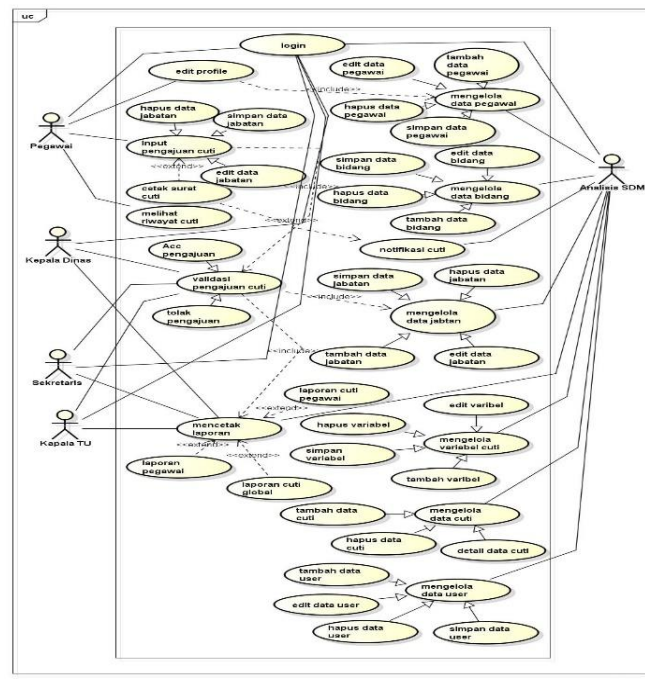 uc
login
edit profile
edit data
pegawai
tambah
data
pegawai
<<include>>
mengelola
data pegawai
hapus data
jabatan
simpan data
jabatan
hapus data
pegawai
Pegawai
input
pengajuan cuti
simpan data
pegawai
<<extend>>
edit data
jabatan
simpan data
bidang
edit data
bidang
cetak surat
cuti
<<include>>
hapus data
bidang
mengelola
data bidang
Analisis SDM
melihat
riwayat cuti
<<extend>>
tambah data
bidang
Acc
pengajuan
notifikasi cuti
Kepala Dinas
validasi
pengajuan cuti
simpan data
jabatan
hapus data
jabatan
<<include>>
tolak
pengajuan
mengelola
data jabtan
<<include>>
tambah data
jabatan
edit data
jabatan
Sekretaris
laporan cuti
pegawai
<<extend>>
edit varibel
Kapala TU
mencetak
laporan
hapus variabel
mengelola
variabel cuti
<<extend>>
<<extend>>
simpan
variabel
laporan
pegawai
laporan cuti
global
tambah varibel
tambah data
cuti
mengelola
data cuti
hapus data
cuti
detail data cuti
tambah data
user
mengelola
data user
edit data user
hapus data
user
simpan data
user